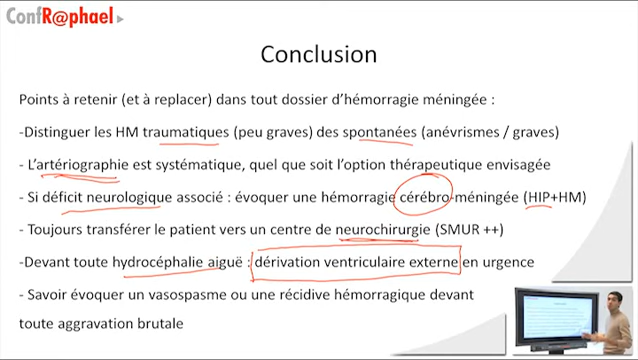 ConfR@phael
Conclusion
Points à retenir (et à replacer) dans tout dossier d'hémorragie méningée :
-Distinguer les HM traumatiques (peu graves) des spontanées (anévrismes / graves)
- L'artériographie est systématique, quel que soit l'option thérapeutique envisagée
- Si déficit neurologique associé : évoquer une hémorragie cérébro-méningée (HIP+HM)
- Toujours transférer le patient vers un centre de neurochirurgie (SMUR ++)
-Devant toute hydrocéphalie aiguë : dérivation ventriculaire externe en urgence
- Savoir évoquer un vasospasme ou une récidive hémorragique devant
toute aggravation brutale